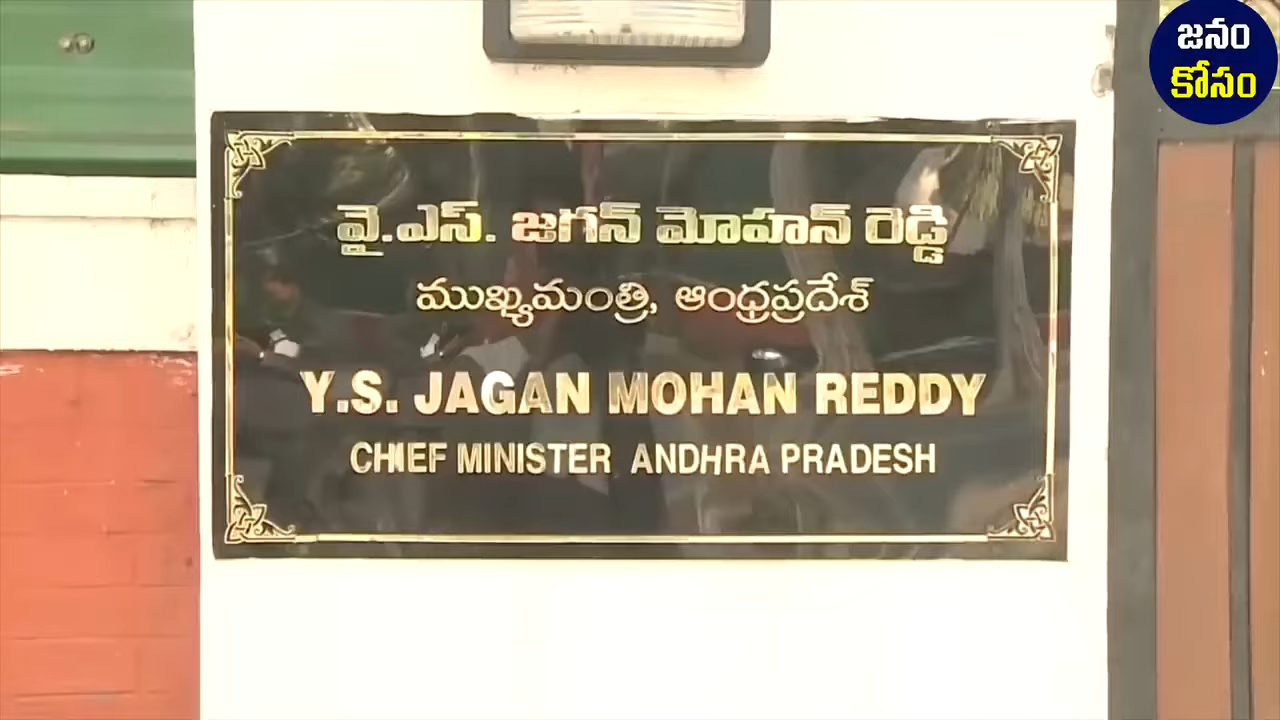 జనం
కోసం
వై.ఎస్. జగన్ మోహన్ రెడ్డి
ముఖ్యమంత్రి, ఆంధ్రప్రదేశ్
Y.S. JAGAN MOHAN REDDY
CHIEF MINISTER ANDHRA PRADESH